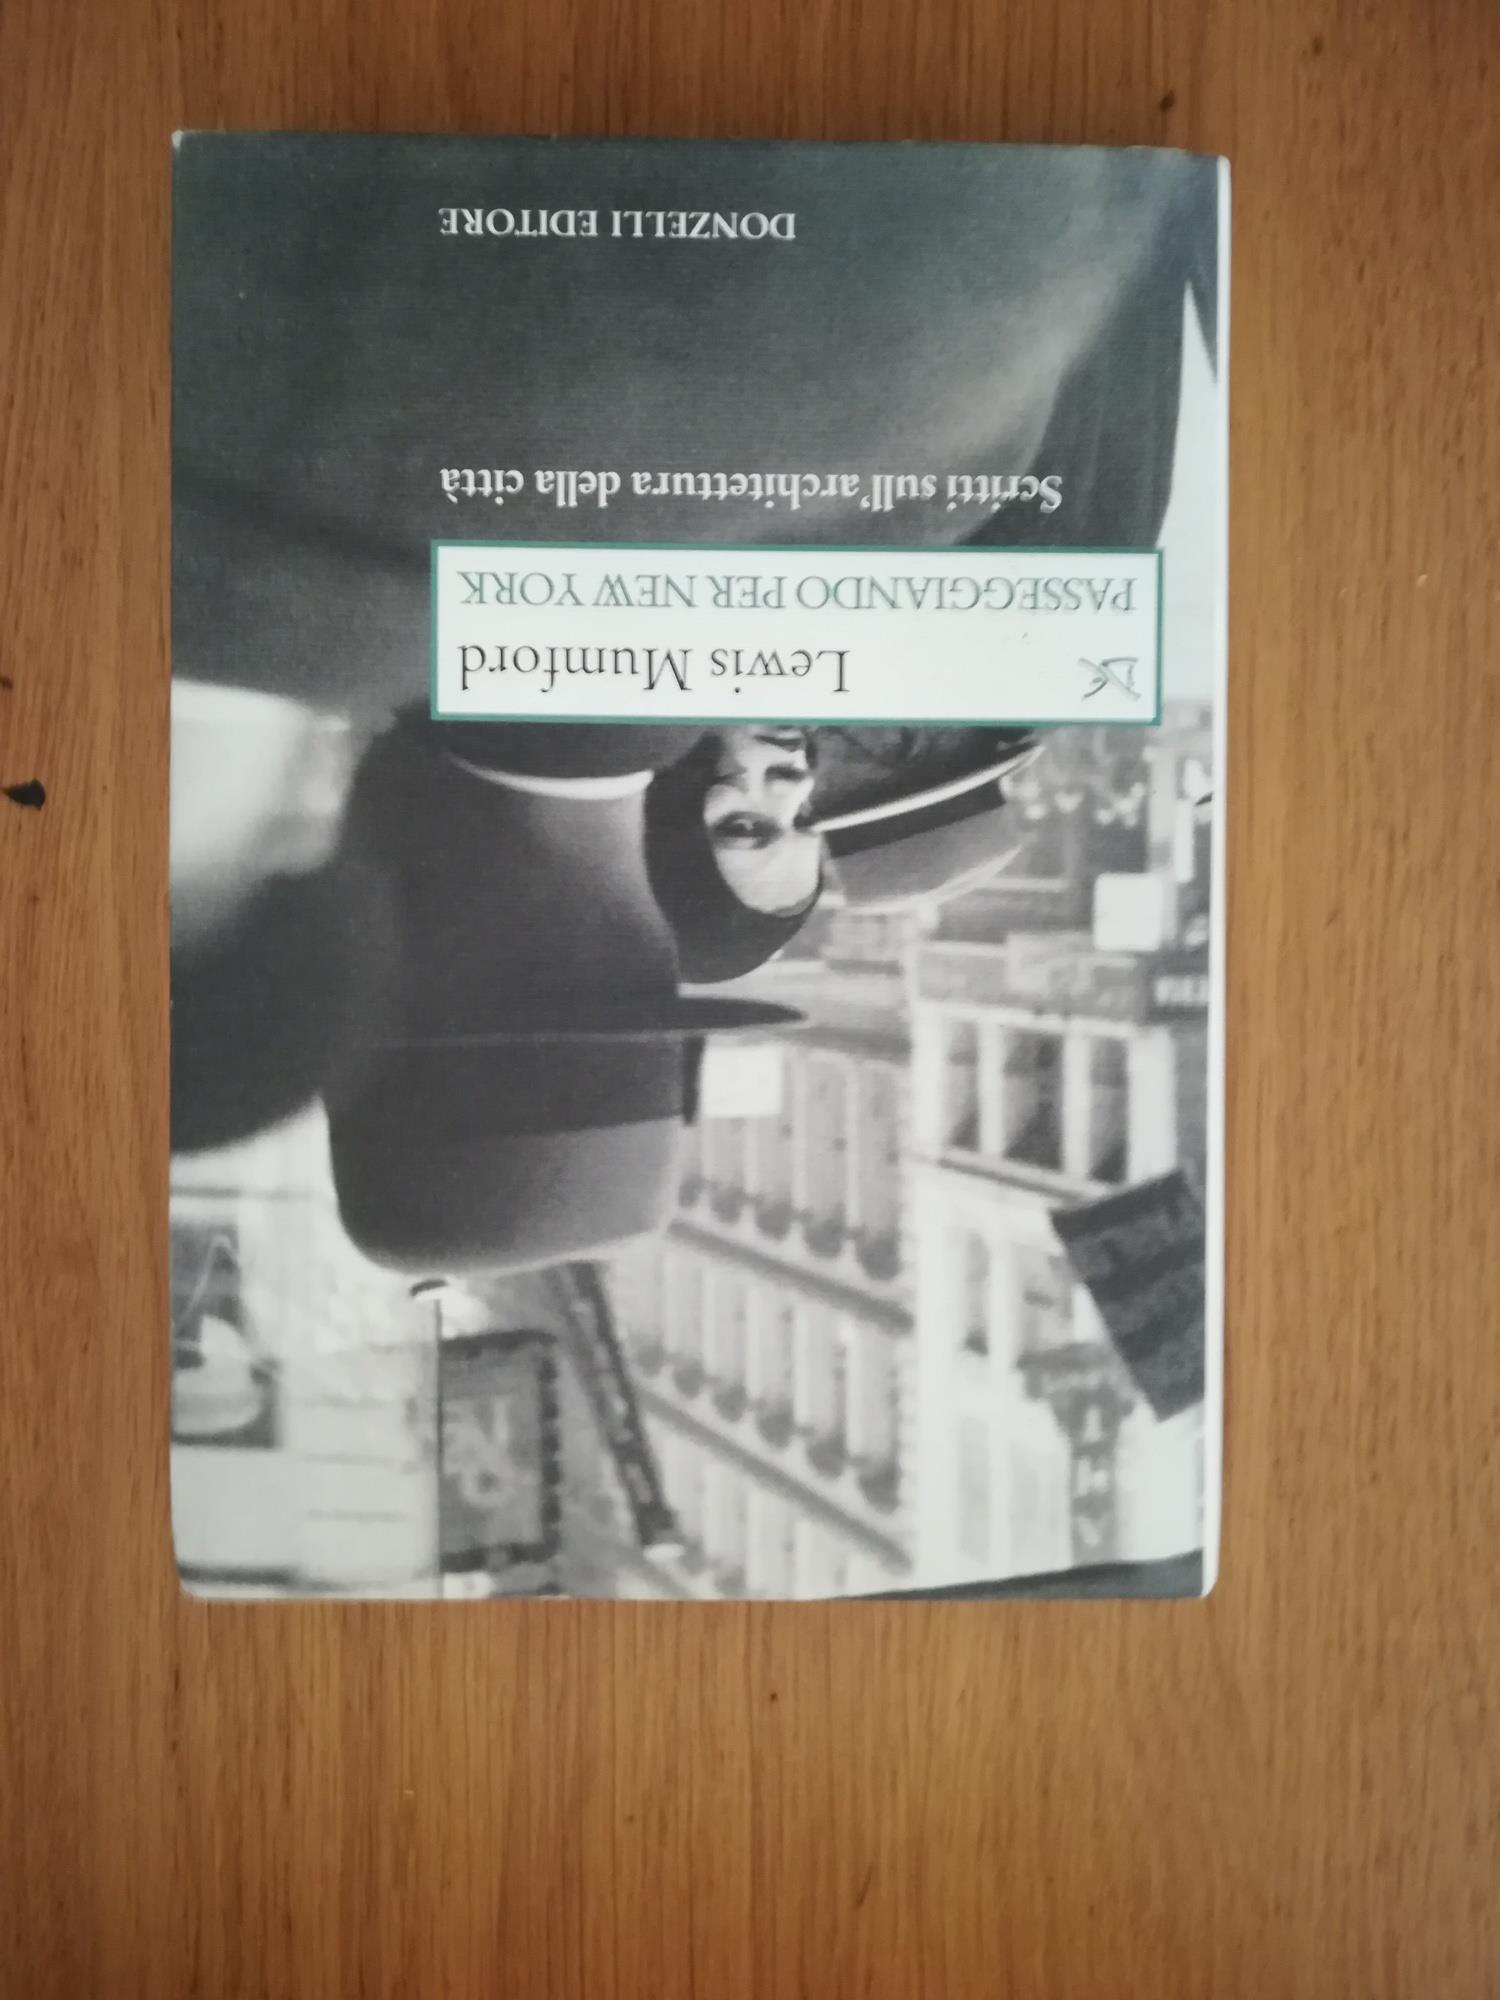 Lewis Mumford
PASSEGGIANDO PER NEW YORK
Scritti sull'architettura della città
DONZELLI EDITORE